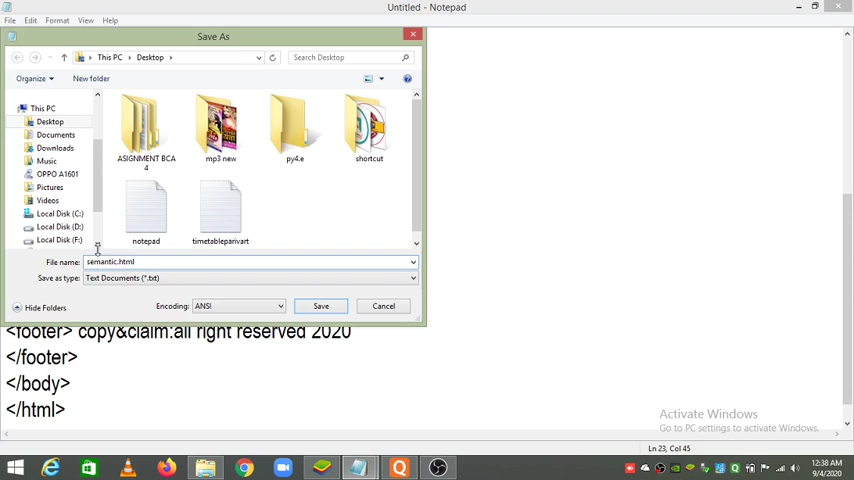 Untitled - Notepad
File Edit Format View Help
Save As
This PC Desktop
Search Desktop
Organize New folder
This PC
Desktop
Documents
Downloads
Music
OPPO A1601
Pictures
Videos
Local Disk (C:)
Local Disk (D:)
Local Disk (F:)
ASIGNMENT BCA
4
mp3 new
py4.e
shortcut
notepad
timetableparivart
File name: semantic.html
Save as type: Text Documents (*.txt)
Hide Folders
Encoding: ANSI
Save
Cancel
<footer> copy&claim:all right reserved 2020
</footer>
</body>
</html>
Activate Windows
Go to PC settings to activate Windows.
Ln 23, Col 45
12:38 AM
9/4/2020